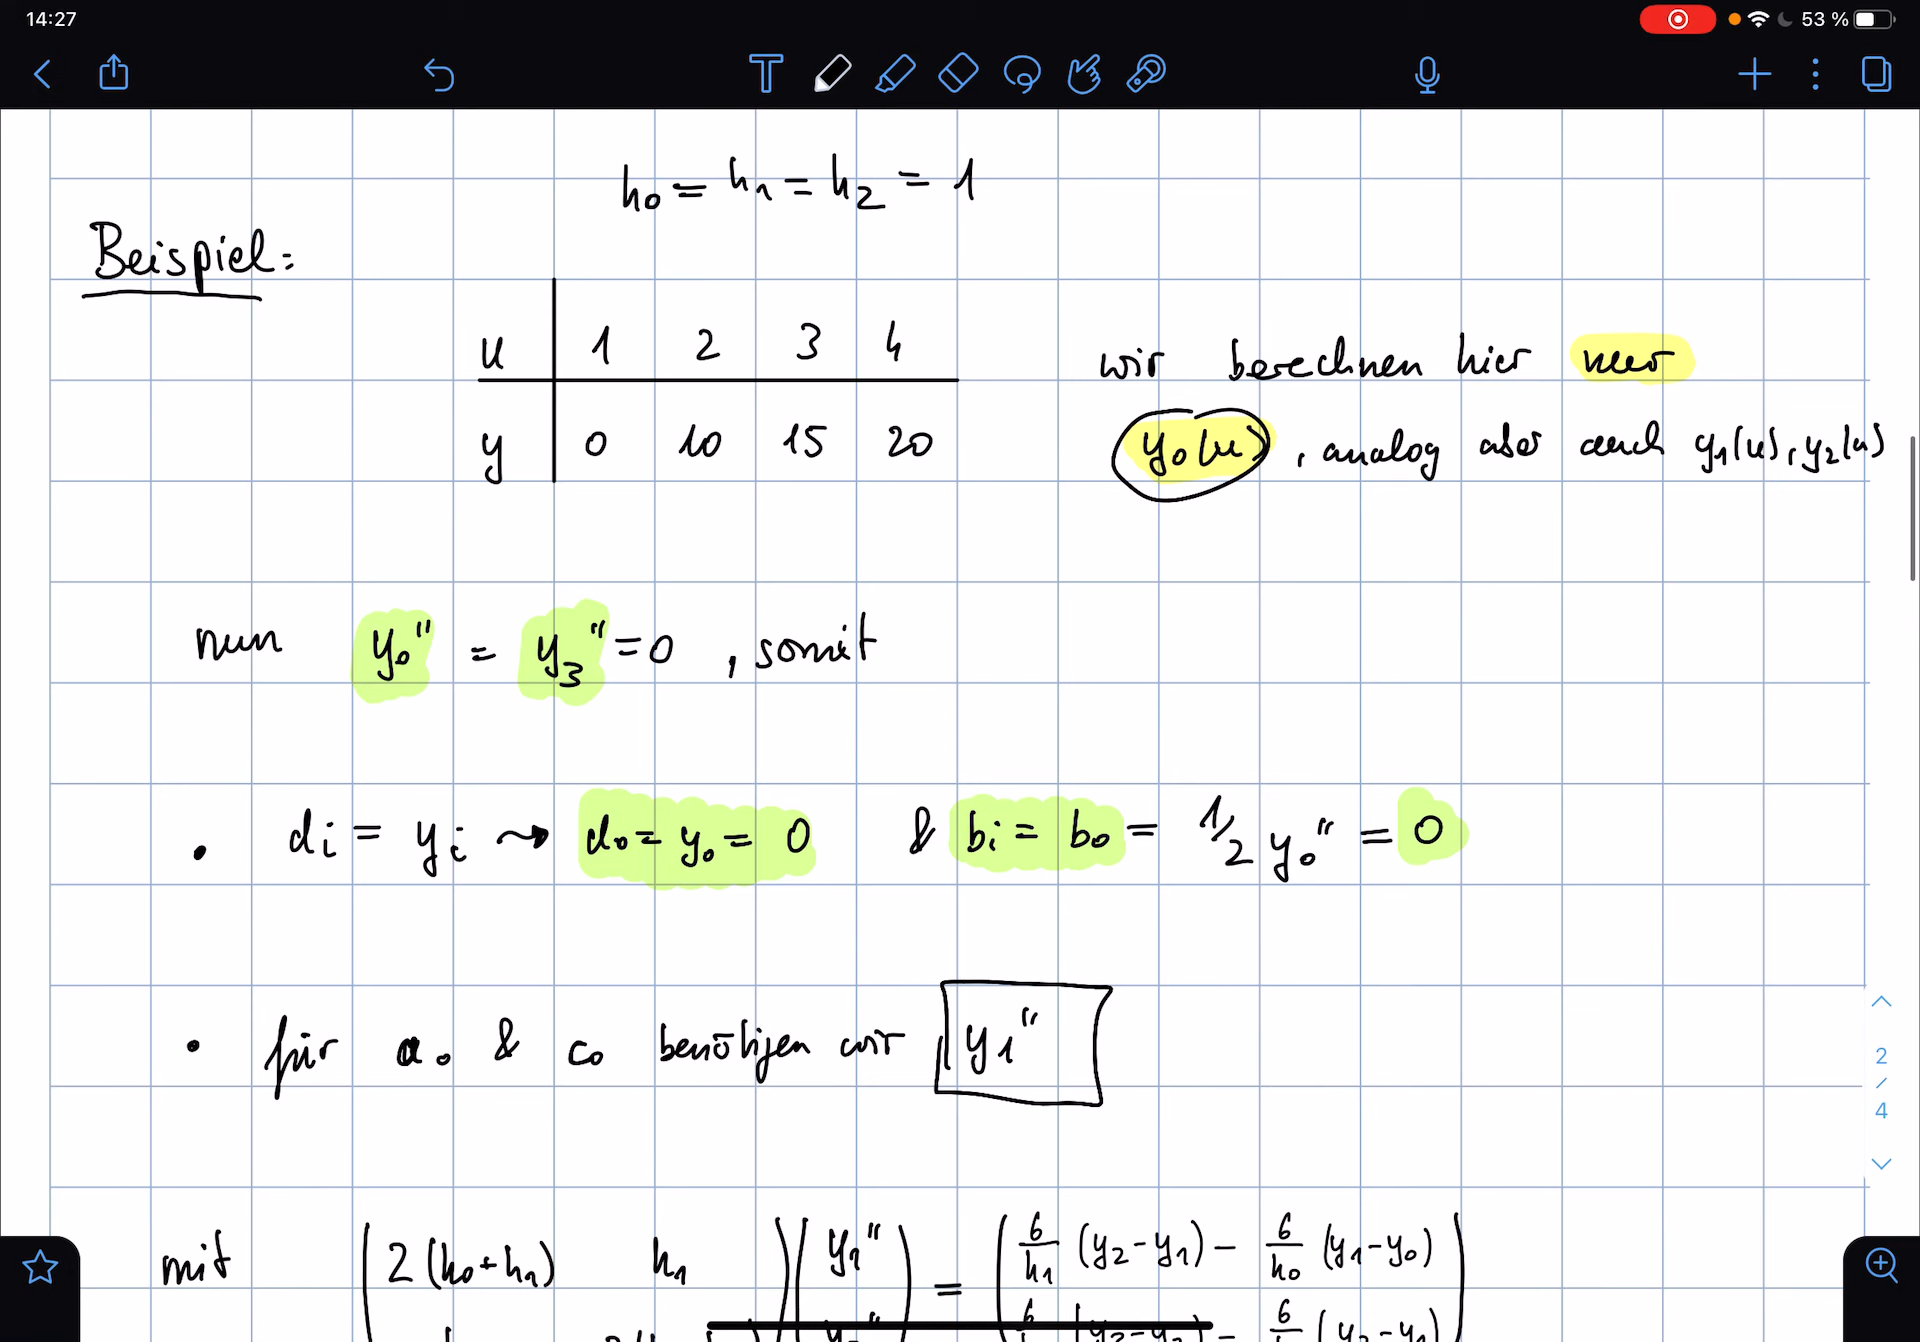 14:27
53 %
h₀ = h₁ = h₂ = 1
Beispiel:
u 1 2 3 4
y 0 10 15 20
wir berechnen hier nur
y₀(u), analog aber auch y₁(u), y₂(u)
nun y₀'' = y₃'' = 0, somit
• dᵢ = yᵢ ⇝ d₀ = y₀ = 0 & bᵢ = b₀ = 1/2 y₀'' = 0
• für a₀ & c₀ benötigen wir y₁''
2
/
4
mit ( 2(h₀+h₁) h₁ ) ( y₁'' ) = ( 6/h₁ (y₂-y₁) - 6/h₀ (y₁-y₀) )